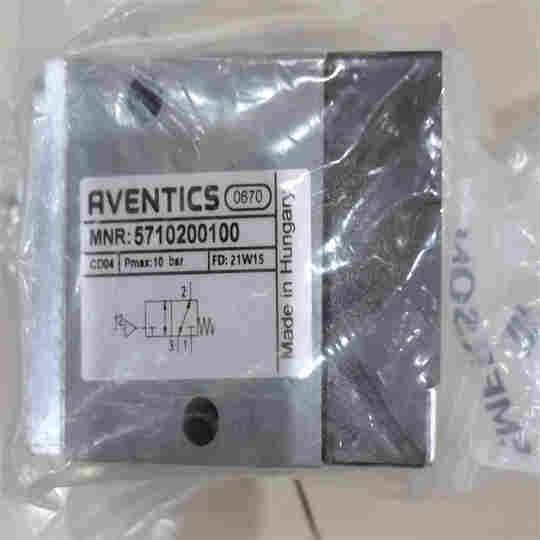 AVENTICS 0670
MNR: 5710200100
CD04 Pmax:10 bar FD: 21W15
Made in Hungary
2
12
3 1